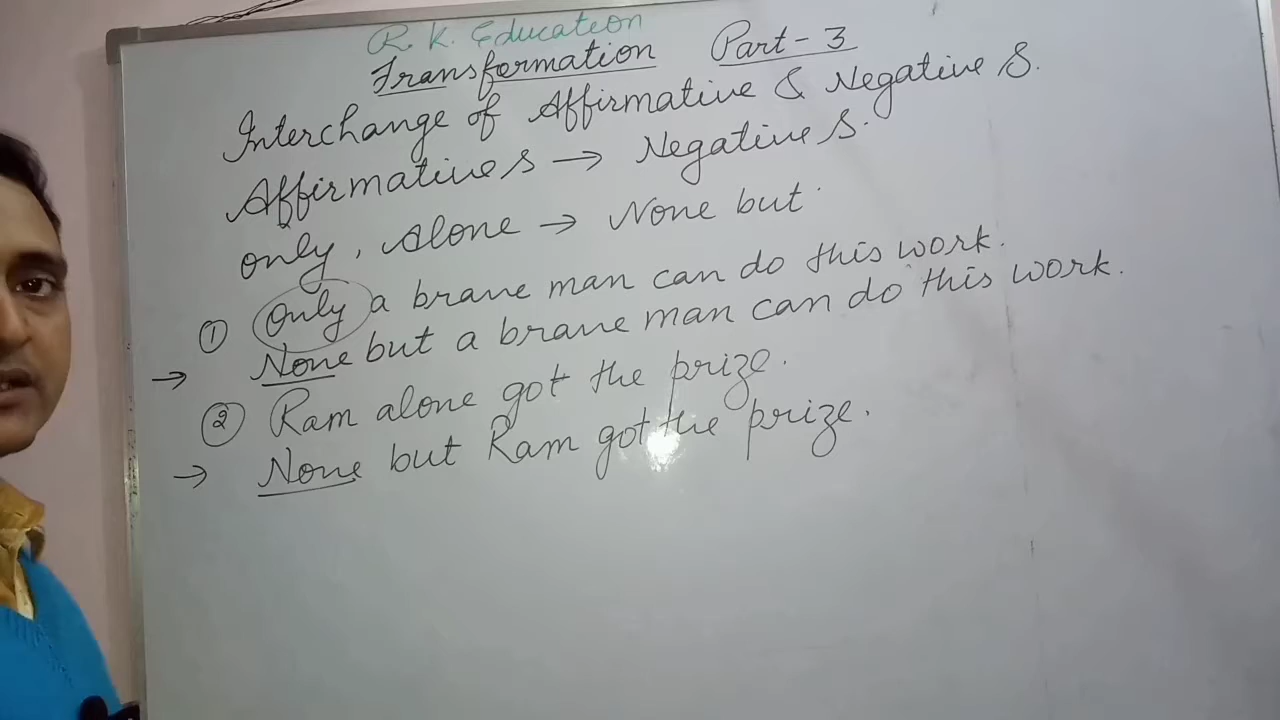 R. K. Education
Transformation Part-3
Interchange of Affirmative & Negative S.
Affirmative S → Negative S.
only, Alone → None but.
① Only a brave man can do this work.
→ None but a brave man can do this work.
② Ram alone got the prize.
→ None but Ram got the prize.